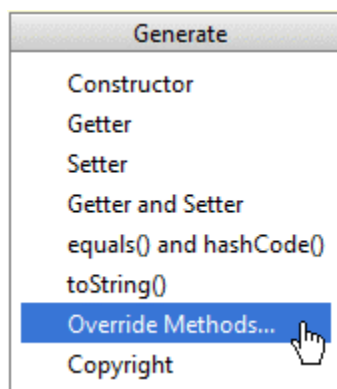 Generate
Constructor
Getter
Setter
Getter and Setter
equals() and hashCode()
toString()
Override Methods...
Copyright